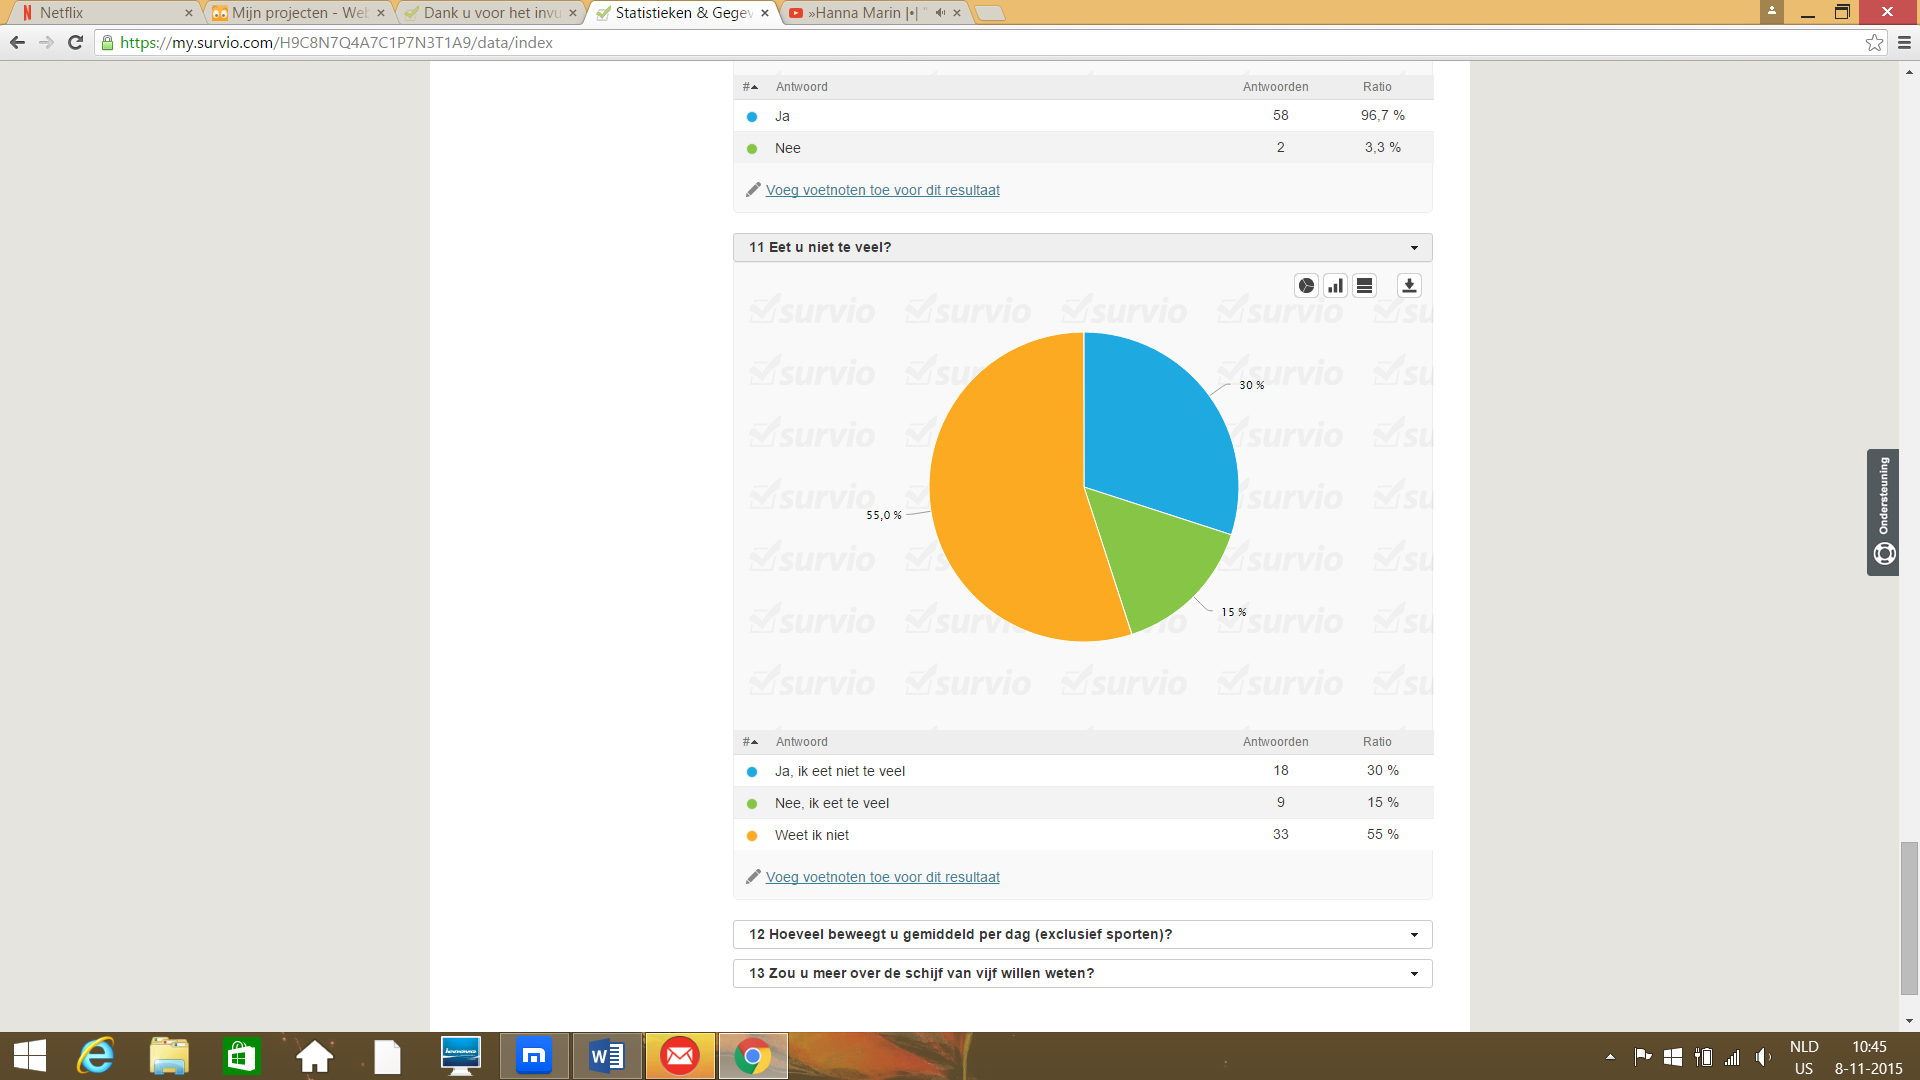 Netflix
Mijn projecten - Web
Dank u voor het invu
Statistieken & Gegev
»Hanna Marin |•| "
https://my.survio.com/H9C8N7Q4A7C1P7N3T1A9/data/index
# Antwoord Antwoorden Ratio
Ja 58 96,7 %
Nee 2 3,3 %
Voeg voetnoten toe voor dit resultaat
11 Eet u niet te veel?
survio
30 %
55,0 %
15 %
Ondersteuning
# Antwoord Antwoorden Ratio
Ja, ik eet niet te veel 18 30 %
Nee, ik eet te veel 9 15 %
Weet ik niet 33 55 %
Voeg voetnoten toe voor dit resultaat
12 Hoeveel beweegt u gemiddeld per dag (exclusief sporten)?
13 Zou u meer over de schijf van vijf willen weten?
NLD 10:45
US 8-11-2015